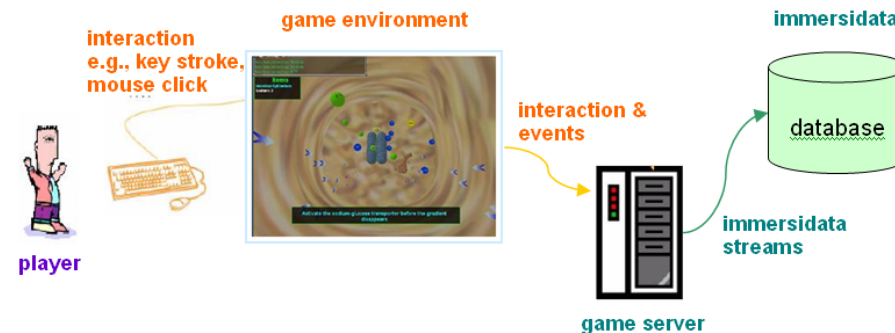 game environment
immersidata
interaction
e.g., key stroke,
mouse click
interaction &
events
database
Activate the sodium-glucose transporter before the gradient
disappears
immersidata
streams
player
game server